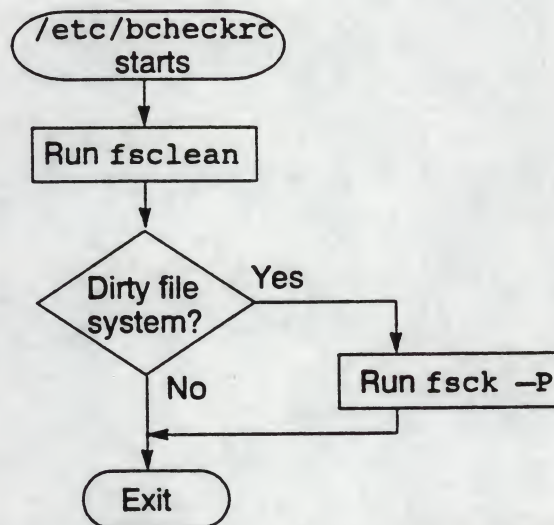 /etc/bcheckrc
starts
Run fsclean
Dirty file
system?
Yes
No
Run fsck –P
Exit